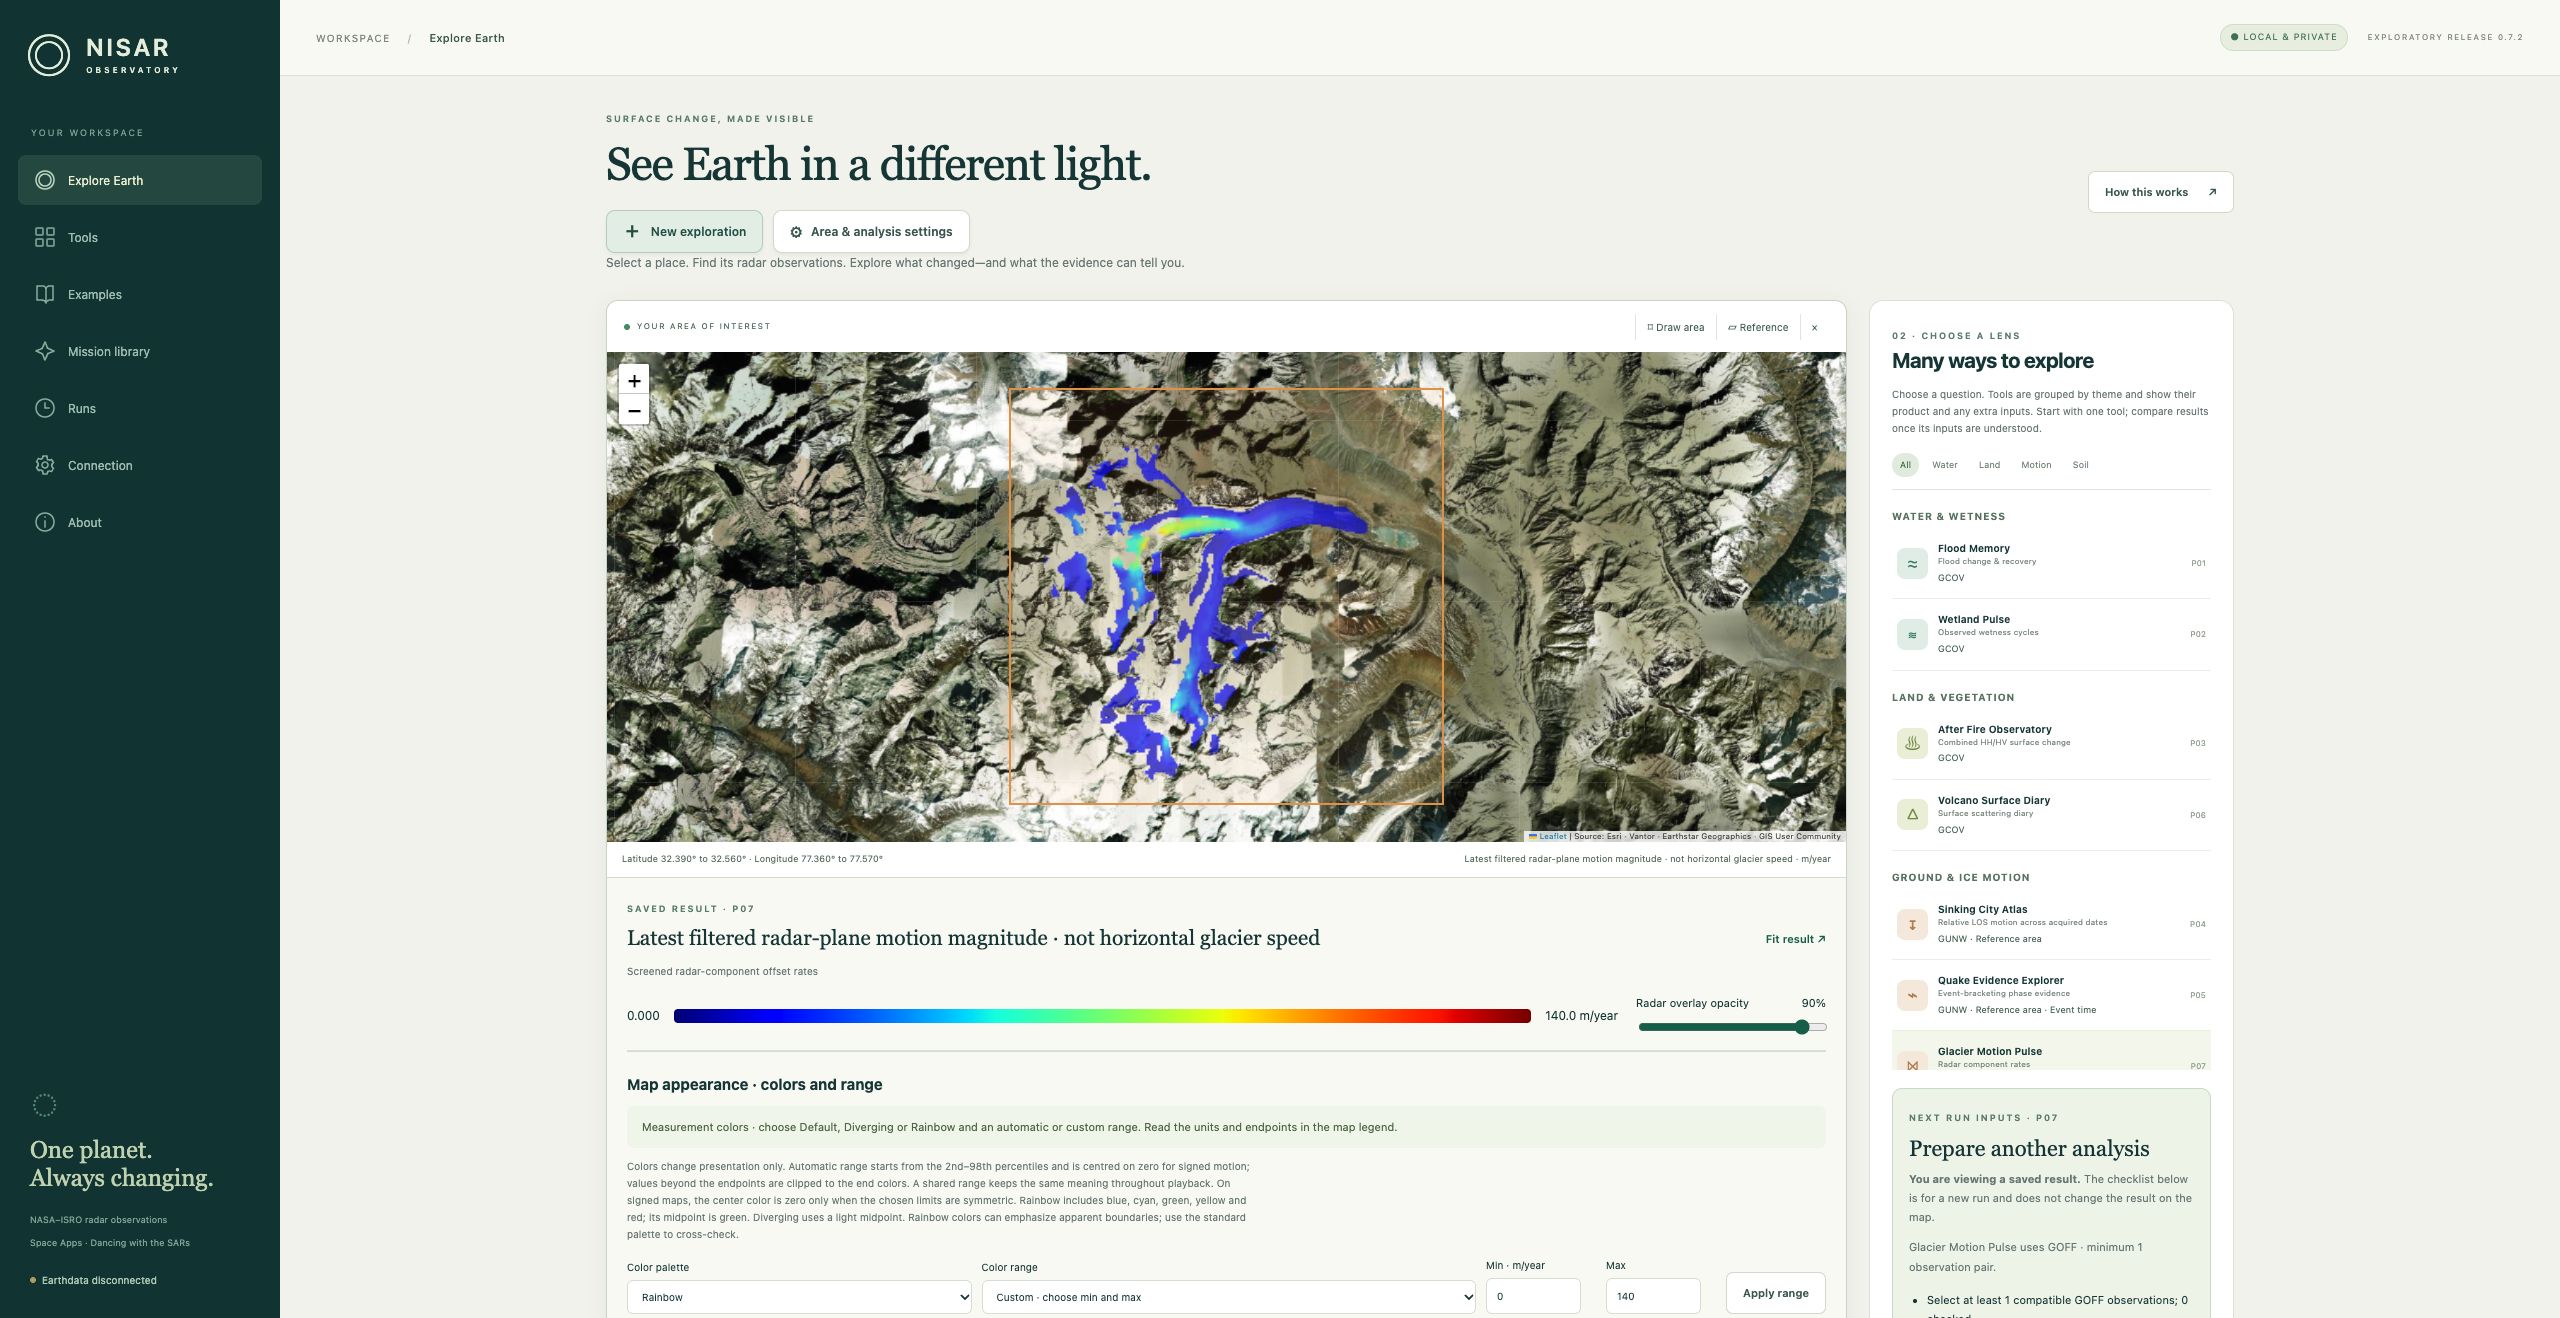 NISAR
OBSERVATORY
YOUR WORKSPACE
Explore Earth
Tools
Examples
Mission library
Runs
Connection
About
One planet.
Always changing.
NASA–ISRO radar observations
Space Apps · Dancing with the SARs
Earthdata disconnected
WORKSPACE / Explore Earth
LOCAL & PRIVATE
EXPLORATORY RELEASE 0.7.2
SURFACE CHANGE, MADE VISIBLE
See Earth in a different light.
How this works ↗
+ New exploration
⚙ Area & analysis settings
Select a place. Find its radar observations. Explore what changed—and what the evidence can tell you.
YOUR AREA OF INTEREST
Draw area
Reference
×
+
−
Leaflet | Source: Esri · Vantor · Earthstar Geographics · GIS User Community
Latitude 32.390° to 32.560° · Longitude 77.360° to 77.570°
Latest filtered radar-plane motion magnitude · not horizontal glacier speed · m/year
SAVED RESULT · P07
Latest filtered radar-plane motion magnitude · not horizontal glacier speed
Fit result ↗
Screened radar-component offset rates
0.000
140.0 m/year
Radar overlay opacity 90%
Map appearance · colors and range
Measurement colors · choose Default, Diverging or Rainbow and an automatic or custom range. Read the units and endpoints in the map legend.
Colors change presentation only. Automatic range starts from the 2nd–98th percentiles and is centred on zero for signed motion;
values beyond the endpoints are clipped to the end colors. A shared range keeps the same meaning throughout playback. On
signed maps, the center color is zero only when the chosen limits are symmetric. Rainbow includes blue, cyan, green, yellow and
red; its midpoint is green. Diverging uses a light midpoint. Rainbow colors can emphasize apparent boundaries; use the standard
palette to cross-check.
Color palette
Rainbow
Color range
Custom · choose min and max
Min · m/year
0
Max
140
Apply range
02 · CHOOSE A LENS
Many ways to explore
Choose a question. Tools are grouped by theme and show their
product and any extra inputs. Start with one tool; compare results
once its inputs are understood.
All Water Land Motion Soil
WATER & WETNESS
Flood Memory
Flood change & recovery
GCOV
P01
Wetland Pulse
Observed wetness cycles
GCOV
P02
LAND & VEGETATION
After Fire Observatory
Combined HH/HV surface change
GCOV
P03
Volcano Surface Diary
Surface scattering diary
GCOV
P06
GROUND & ICE MOTION
Sinking City Atlas
Relative LOS motion across acquired dates
GUNW · Reference area
P04
Quake Evidence Explorer
Event-bracketing phase evidence
GUNW · Reference area · Event time
P05
Glacier Motion Pulse
Radar component rates
P07
NEXT RUN INPUTS · P07
Prepare another analysis
You are viewing a saved result. The checklist below
is for a new run and does not change the result on the
map.
Glacier Motion Pulse uses GOFF · minimum 1
observation pair.
• Select at least 1 compatible GOFF observations; 0